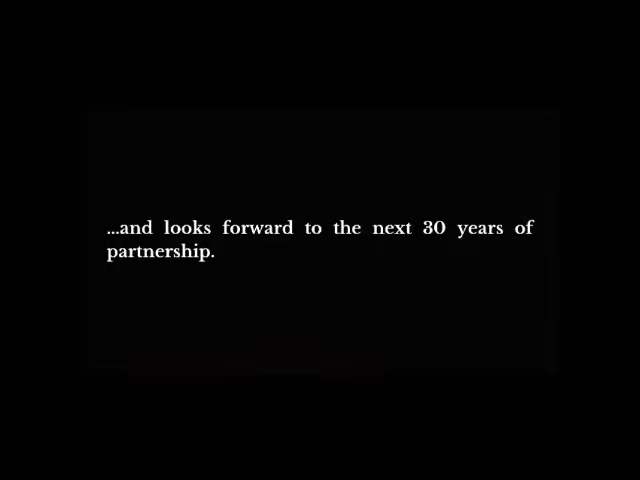 ...and looks forward to the next 30 years of
partnership.